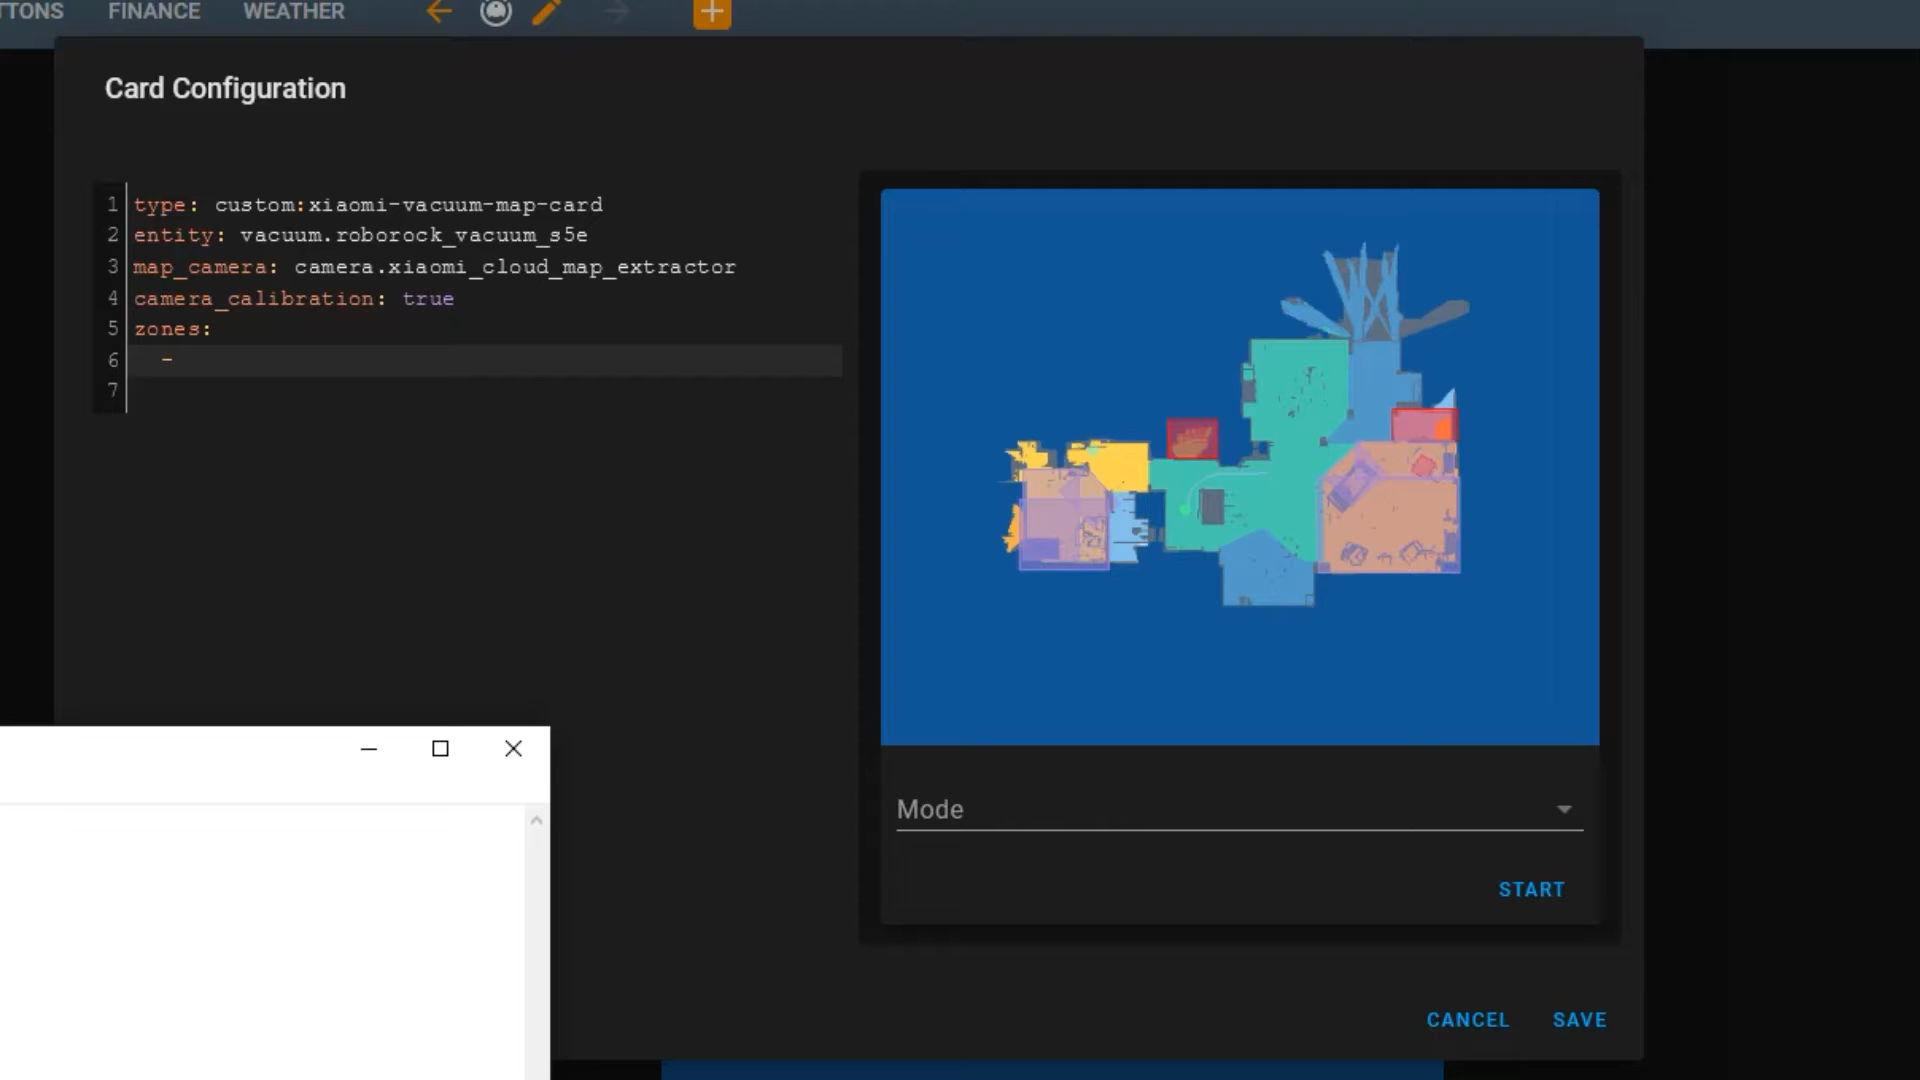 TTONS FINANCE WEATHER
Card Configuration
1 type: custom:xiaomi-vacuum-map-card
2 entity: vacuum.roborock_vacuum_s5e
3 map_camera: camera.xiaomi_cloud_map_extractor
4 camera_calibration: true
5 zones:
6 -
7
Mode
START
CANCEL SAVE